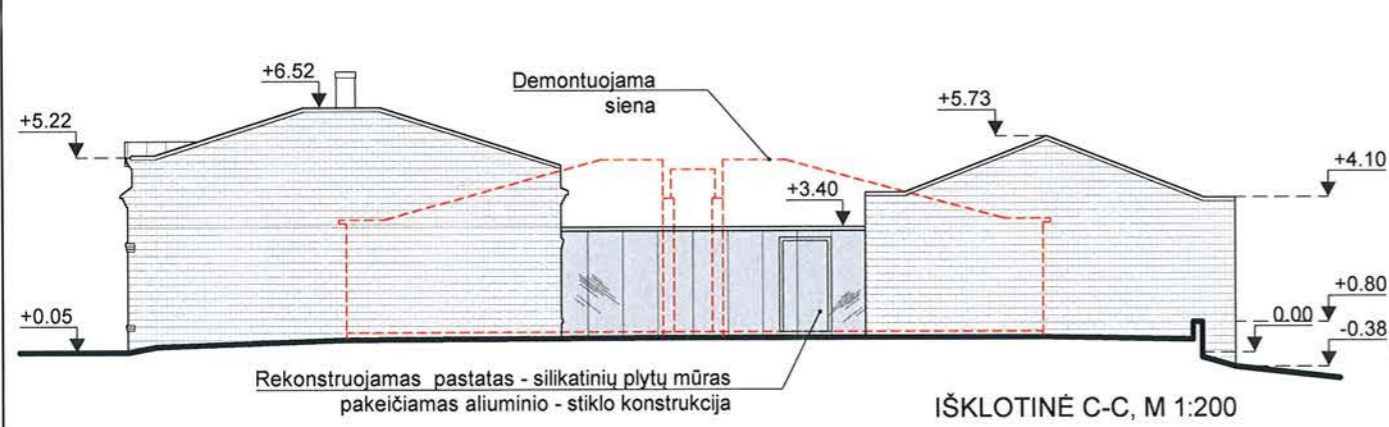 +6.52
Demontuojama
siena
+5.73
+5.22
+4.10
+3.40
+0.80
+0.05
0.00
-0.38
Rekonstruojamas pastatas - silikatinių plytų mūras
pakeičiamas aliuminio - stiklo konstrukcija
IŠKLOTINĖ C-C, M 1:200